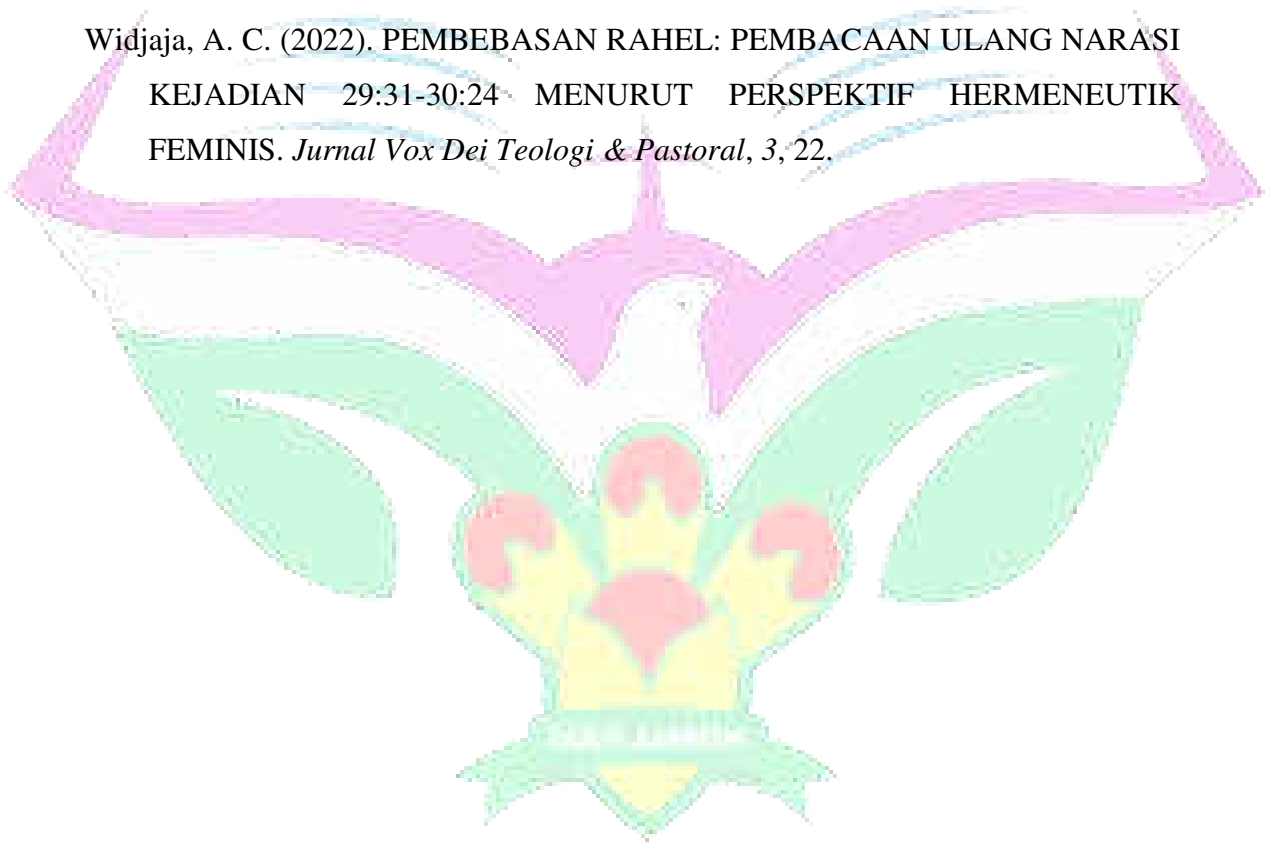 Widjaja, A. C. (2022). PEMBEBASAN RAHEL: PEMBACAAN ULANG NARASI
KEJADIAN 29:31-30:24 MENURUT PERSPEKTIF HERMENEUTIK
FEMINIS. Jurnal Vox Dei Teologi & Pastoral, 3, 22.